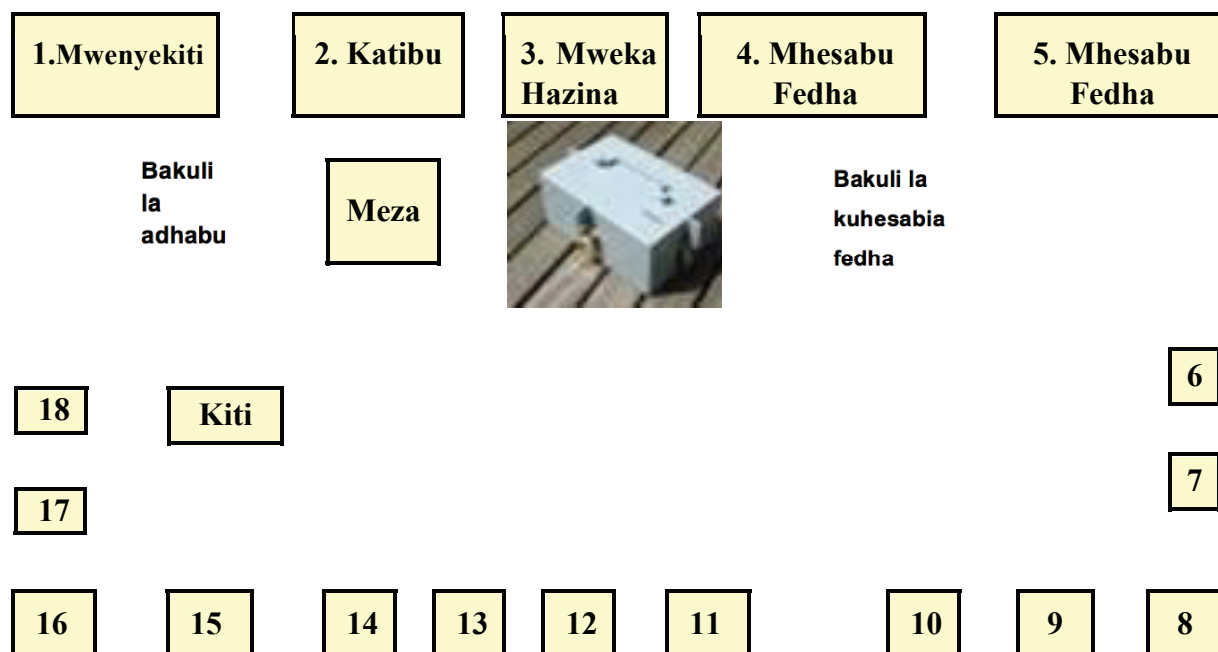 1.Mwenyekiti
2. Katibu
3. Mweka
Hazina
4. Mhesabu
Fedha
5. Mhesabu
Fedha
Bakuli
la
adhabu
Meza
Bakuli la
kuhesabia
fedha
6
18
Kiti
7
17
16
15
14
13
12
11
10
9
8